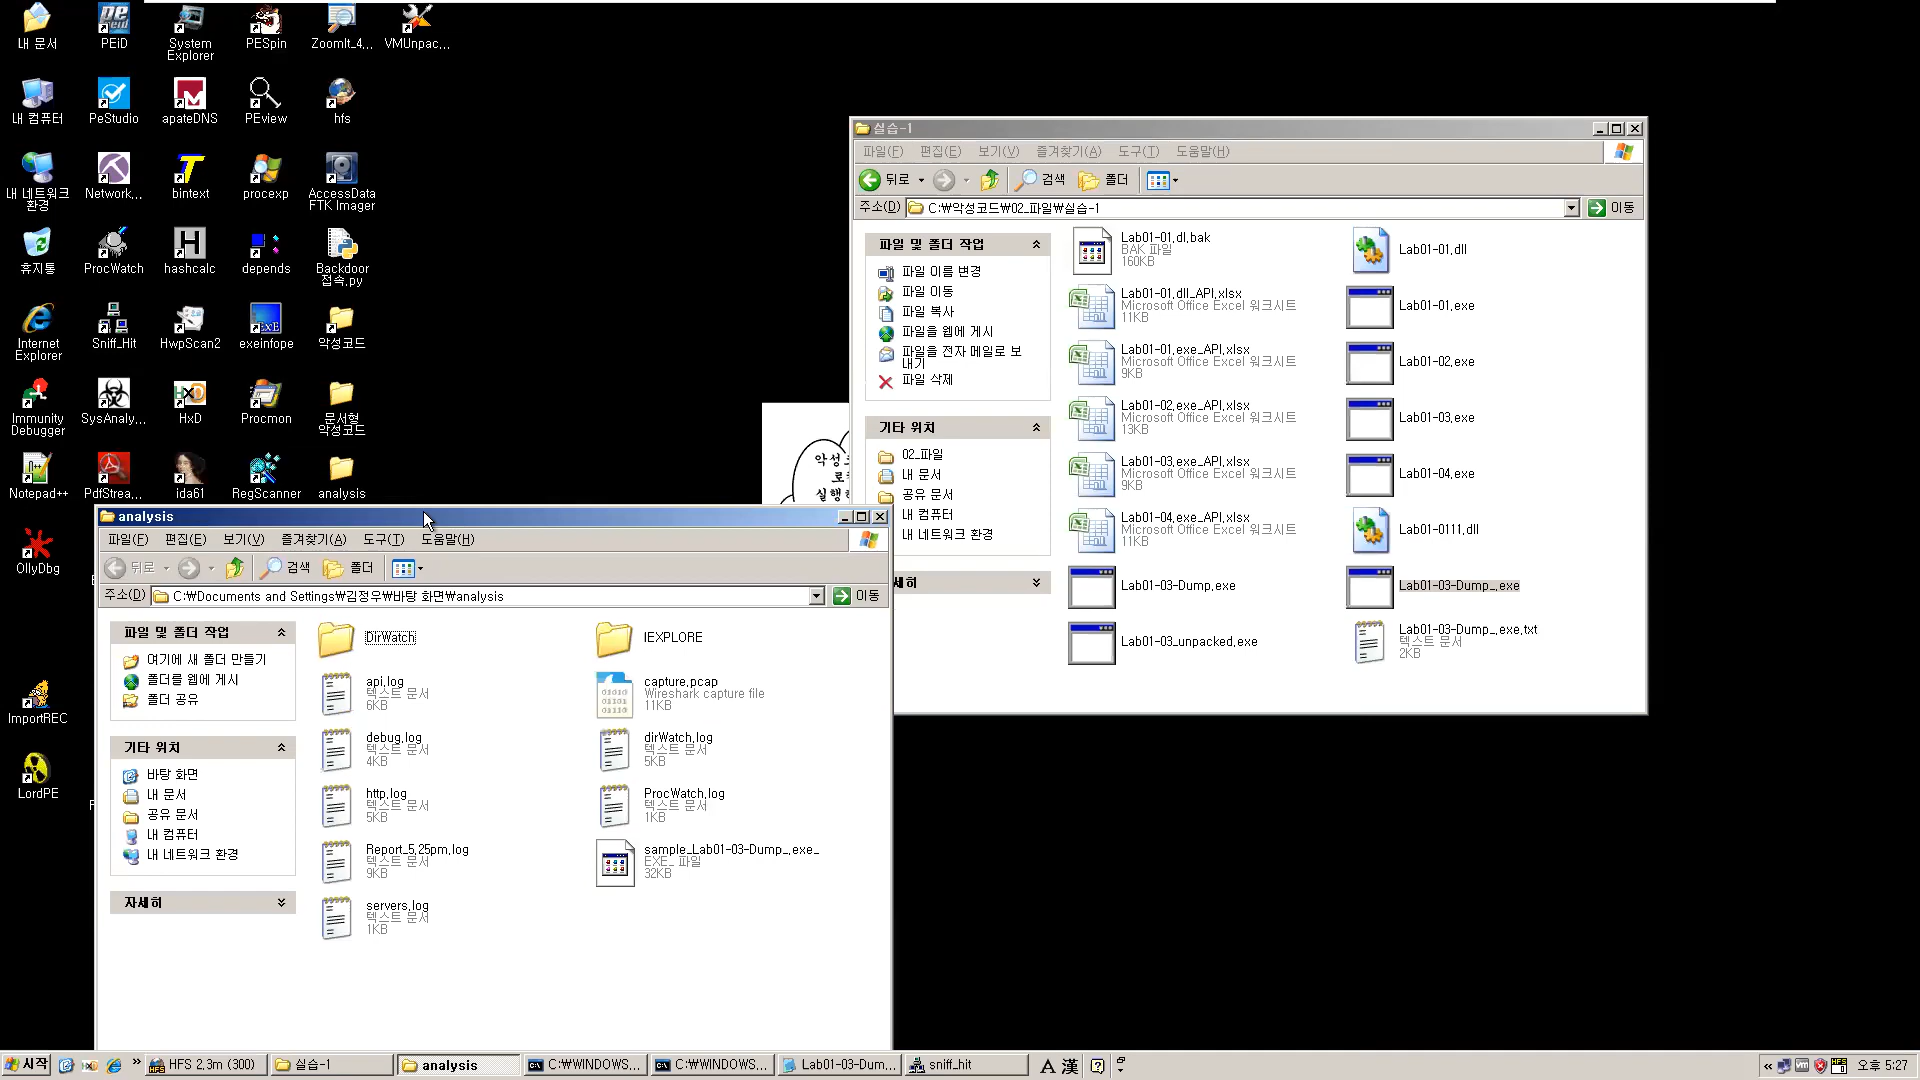 내 문서
PEiD
System
Explorer
PESpin
ZoomIt_4...
VMUnpac...
내 컴퓨터
PeStudio
apateDNS
PEview
hfs
내 네트워크
환경
Network...
bintext
procexp
AccessData
FTK Imager
휴지통
ProcWatch
hashcalc
depends
Backdoor
접속.py
Internet
Explorer
Sniff_Hit
HwpScan2
exeinfope
악성코드
Immunity
Debugger
SysAnaly...
HxD
Procmon
문서형
악성코드
Notepad++
PdfStrea...
ida61
RegScanner
analysis
OllyDbg
ImportREC
LordPE
실습-1
파일(F) 편집(E) 보기(V) 즐겨찾기(A) 도구(T) 도움말(H)
뒤로 검색 폴더
주소(D) C:₩악성코드₩02_파일₩실습-1 이동
파일 및 폴더 작업
파일 이름 변경
파일 이동
파일 복사
파일을 웹에 게시
파일을 전자 메일로 보
내기
파일 삭제
기타 위치
02_파일
내 문서
공유 문서
내 컴퓨터
내 네트워크 환경
세히
Lab01-01.dl.bak
BAK 파일
160KB
Lab01-01.dll
Lab01-01.dll_API.xlsx
Microsoft Office Excel 워크시트
11KB
Lab01-01.exe
Lab01-01.exe_API.xlsx
Microsoft Office Excel 워크시트
9KB
Lab01-02.exe
Lab01-02.exe_API.xlsx
Microsoft Office Excel 워크시트
13KB
Lab01-03.exe
Lab01-03.exe_API.xlsx
Microsoft Office Excel 워크시트
9KB
Lab01-04.exe
Lab01-04.exe_API.xlsx
Microsoft Office Excel 워크시트
11KB
Lab01-0111.dll
Lab01-03-Dump.exe
Lab01-03-Dump_.exe
Lab01-03_unpacked.exe
Lab01-03-Dump_.exe.txt
텍스트 문서
2KB
analysis
파일(F) 편집(E) 보기(V) 즐겨찾기(A) 도구(T) 도움말(H)
뒤로 검색 폴더
주소(D) C:₩Documents and Settings₩김정우₩바탕 화면₩analysis 이동
파일 및 폴더 작업
여기에 새 폴더 만들기
폴더를 웹에 게시
폴더 공유
기타 위치
바탕 화면
내 문서
공유 문서
내 컴퓨터
내 네트워크 환경
자세히
DirWatch
IEXPLORE
api.log
텍스트 문서
6KB
capture.pcap
Wireshark capture file
11KB
debug.log
텍스트 문서
4KB
dirWatch.log
텍스트 문서
5KB
http.log
텍스트 문서
5KB
ProcWatch.log
텍스트 문서
1KB
Report_5.25pm.log
텍스트 문서
9KB
sample_Lab01-03-Dump_.exe_
EXE_ 파일
32KB
servers.log
텍스트 문서
1KB
시작 HFS 2.3m (300) 실습-1 analysis C:₩WINDOWS... C:₩WINDOWS... Lab01-03-Dum... sniff_hit A 漢 오후 5:27